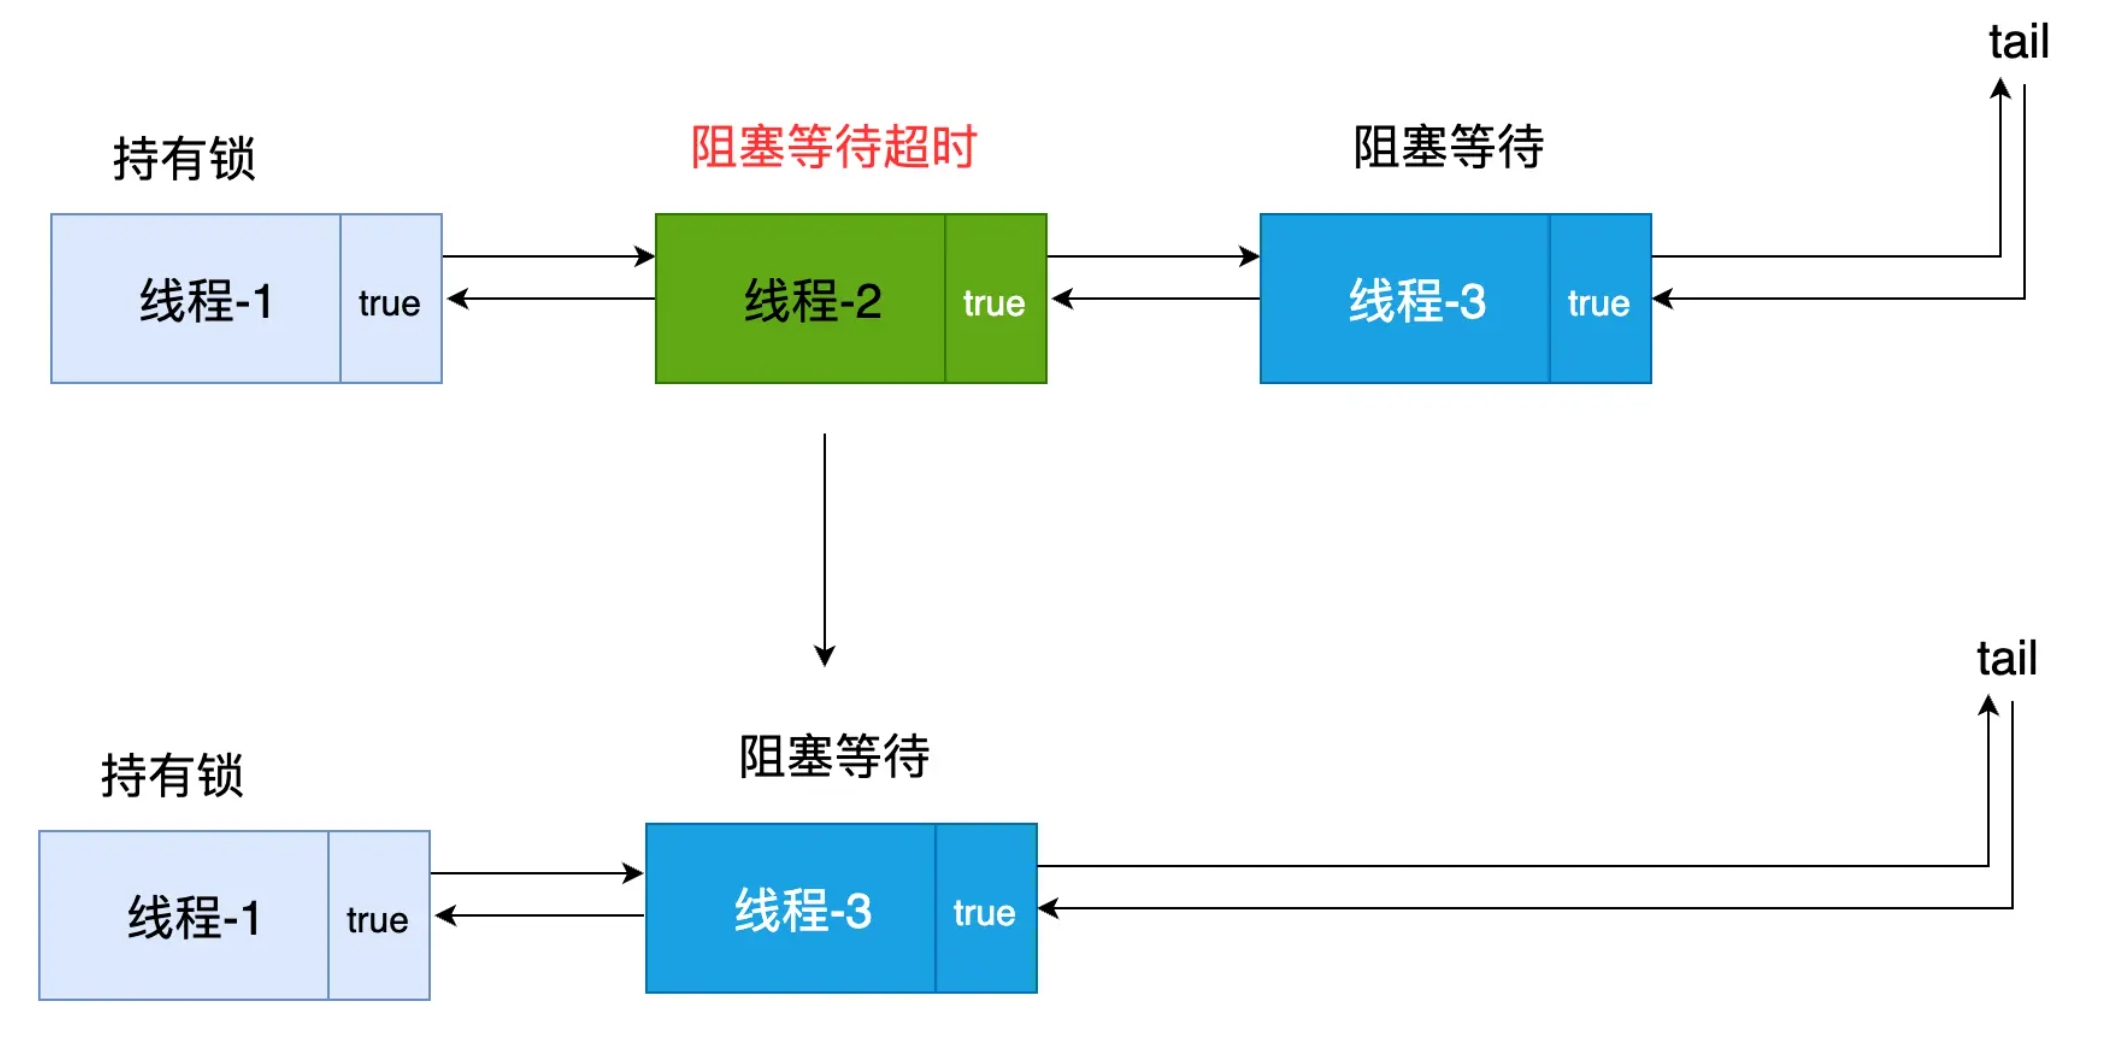 tail
持有锁
阻塞等待超时
阻塞等待
线程-1
true
线程-2
true
线程-3
true
tail
持有锁
阻塞等待
线程-1
true
线程-3
true